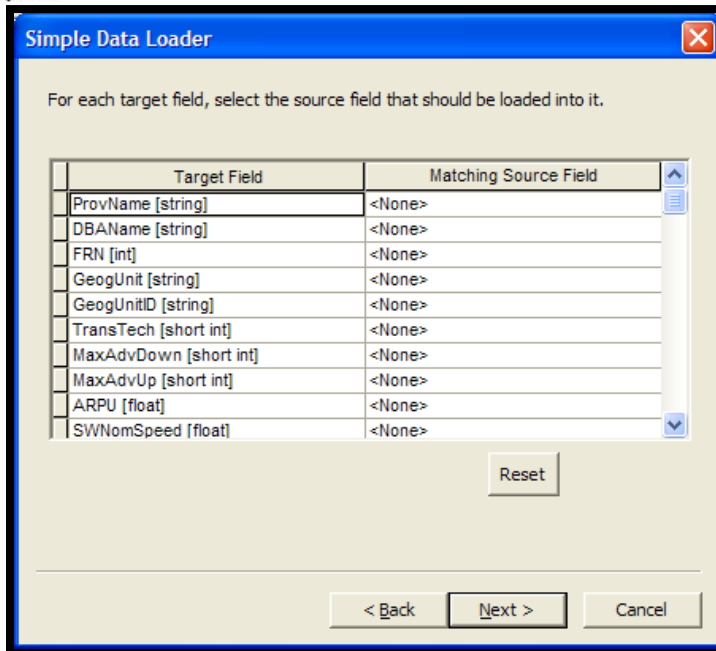 Simple Data Loader
For each target field, select the source field that should be loaded into it.
Target Field Matching Source Field
ProvName [string] <None>
DBAName [string] <None>
FRN [int] <None>
GeogUnit [string] <None>
GeogUnitID [string] <None>
TransTech [short int] <None>
MaxAdvDown [short int] <None>
MaxAdvUp [short int] <None>
ARPU [float] <None>
SWNomSpeed [float] <None>
Reset
< Back Next > Cancel